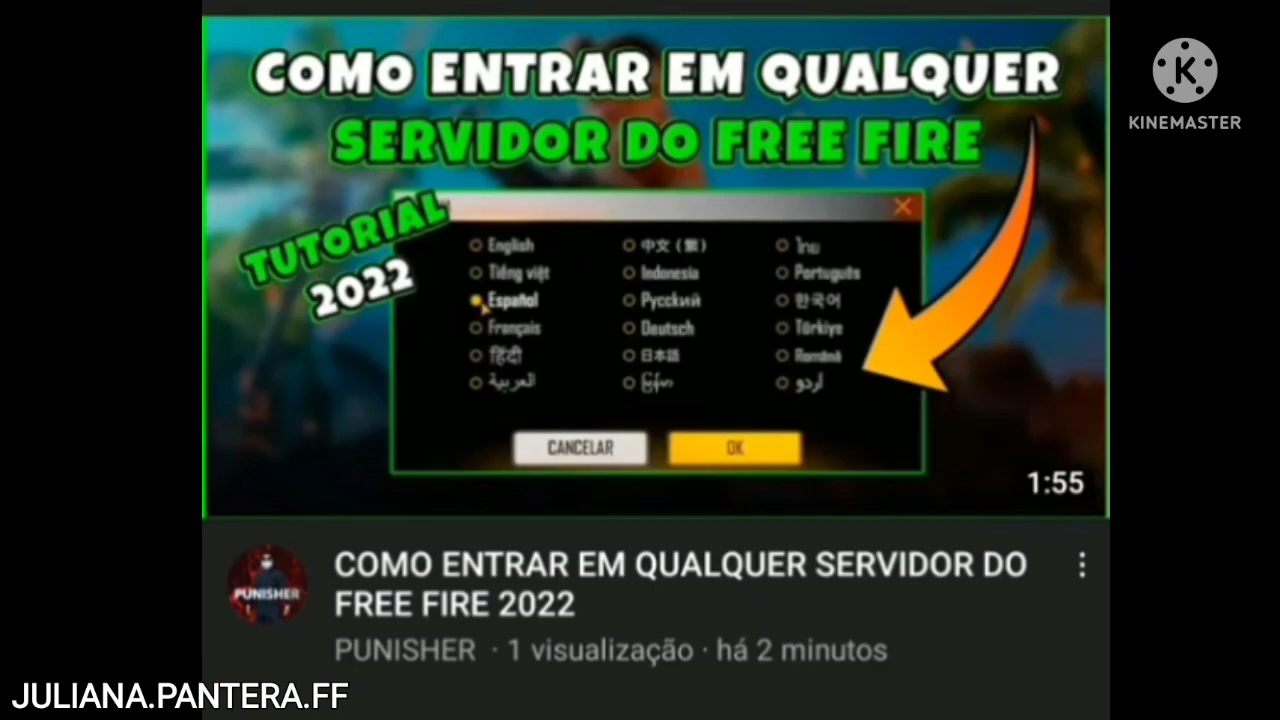 COMO ENTRAR EM QUALQUER
SERVIDOR DO FREE FIRE
K
KINEMASTER
TUTORIAL
2022
English
中文 (繁)
ไทย
Tiếng việt
Indonesia
Português
Español
Русский
한국어
Français
Deutsch
Türkiye
हिंदी
日本語
Română
العربية
မြန်မာ
اردو
CANCELAR
OK
1:55
PUNISHER
COMO ENTRAR EM QUALQUER SERVIDOR DO
FREE FIRE 2022
PUNISHER · 1 visualização · há 2 minutos
JULIANA.PANTERA.FF